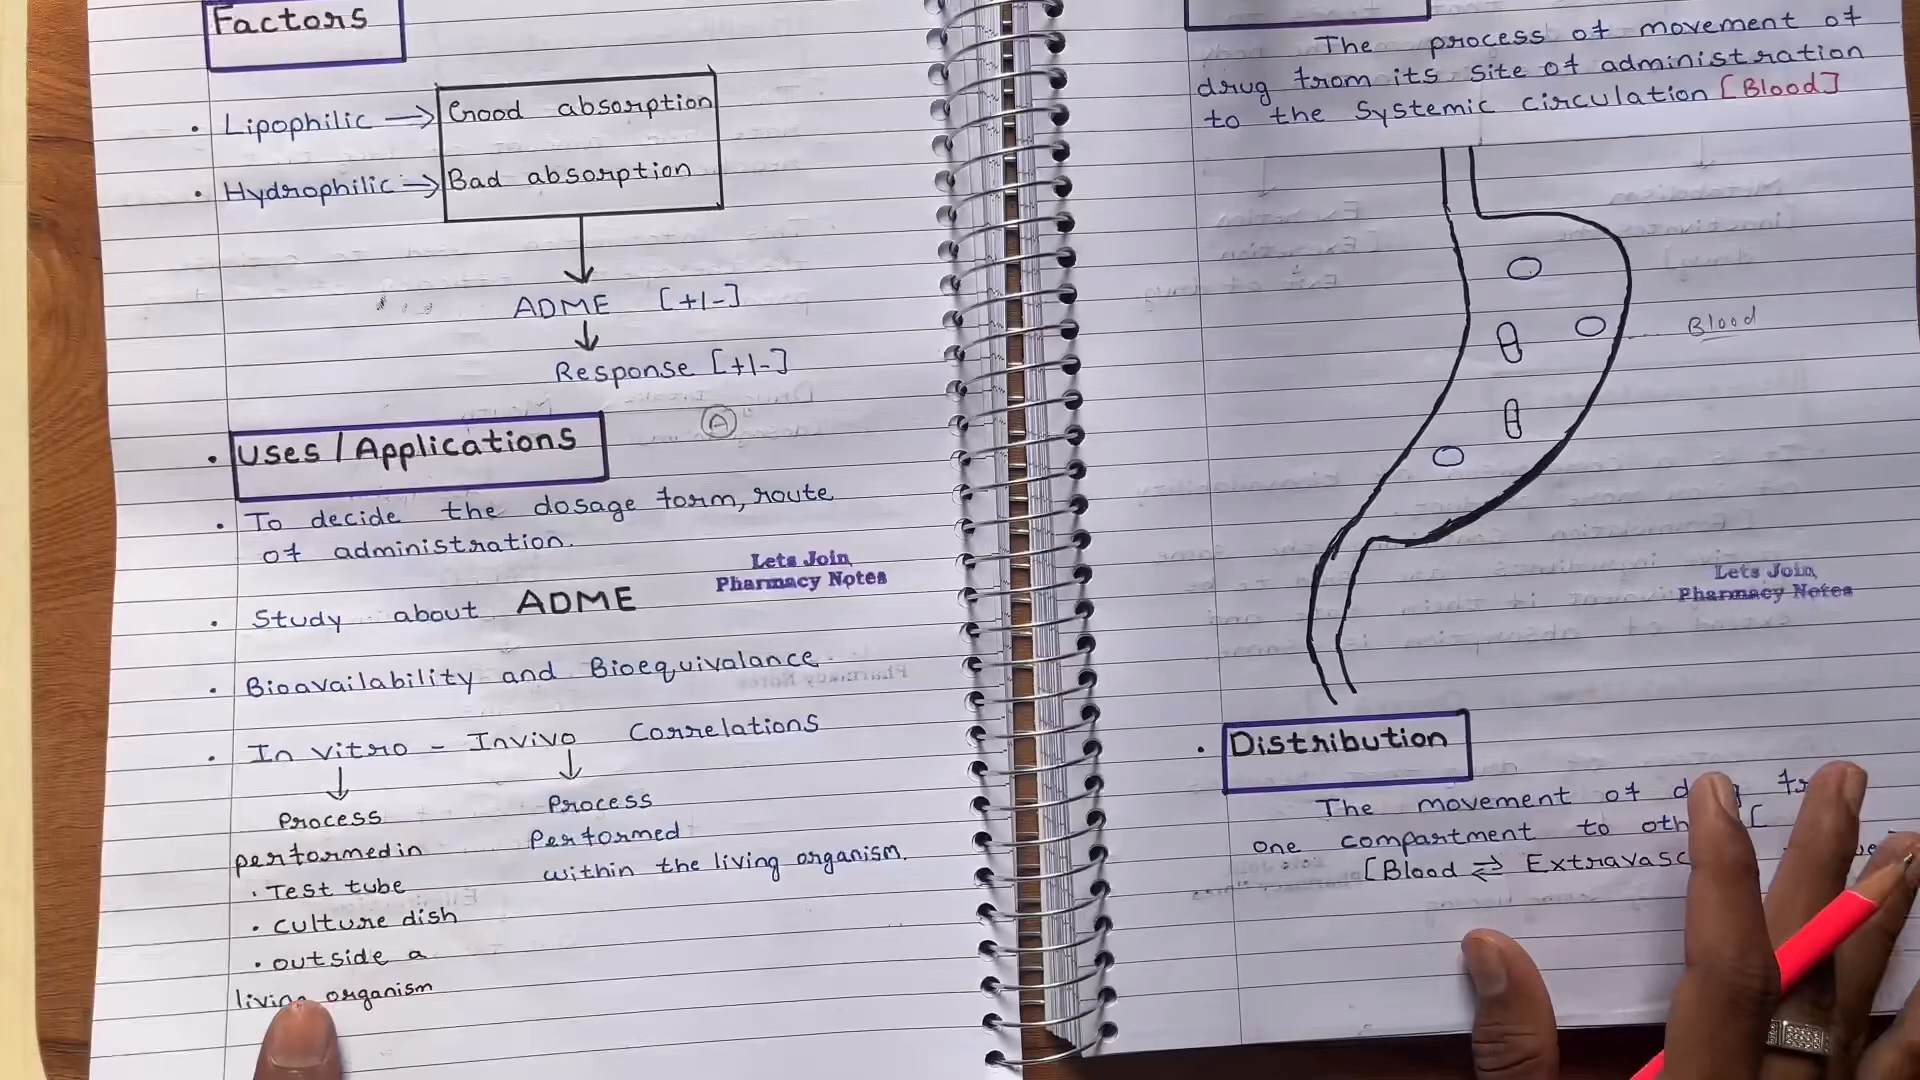 Factors
• Lipophilic → Good absorption
• Hydrophilic → Bad absorption
ADME [+/-]
Response [+/-]
A
• Uses / Applications
• To decide the dosage form, route
of administration.
Lets Join
Pharmacy Notes
• Study about ADME
• Bioavailability and Bioequivalance
• In vitro - Invivo Correlations
Process
performed in
• Test tube
• culture dish
• outside a
living organism
Process
Performed
within the living organism.
The process of movement of
drug from its site of administration
to the Systemic circulation [Blood]
Blood
Lets Join
Pharmacy Notes
• Distribution
The movement of
one compartment to
[Blood ⇌